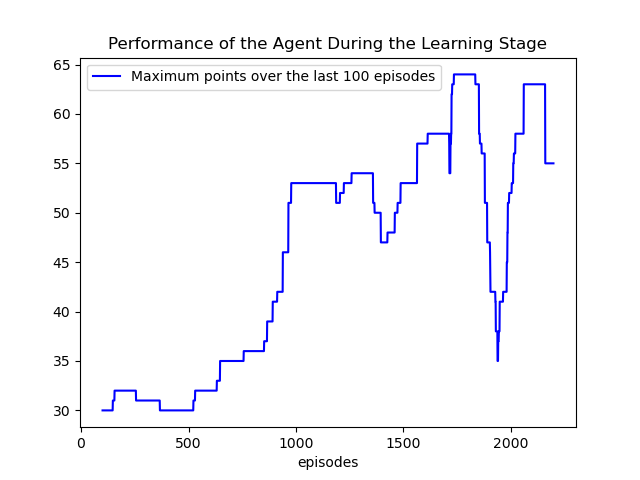 Performance of the Agent During the Learning Stage
Maximum points over the last 100 episodes
65
60
55
50
45
40
35
30
0 500 1000 1500 2000
episodes